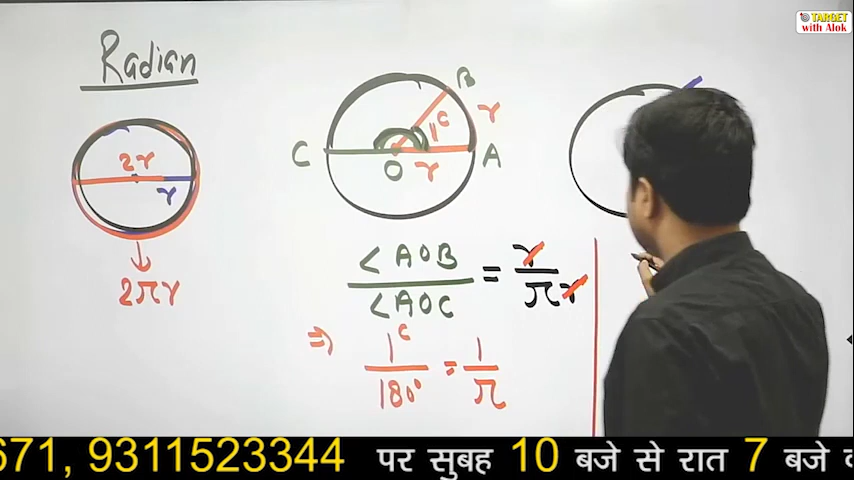 TARGET
with Alok
Radian
2r
r
2πr
B
r
1ᶜ
C
O
r
A
∠AOB / ∠AOC = r / πr
⇒ 1ᶜ / 180° = 1 / π
671, 9311523344 पर सुबह 10 बजे से रात 7 बजे